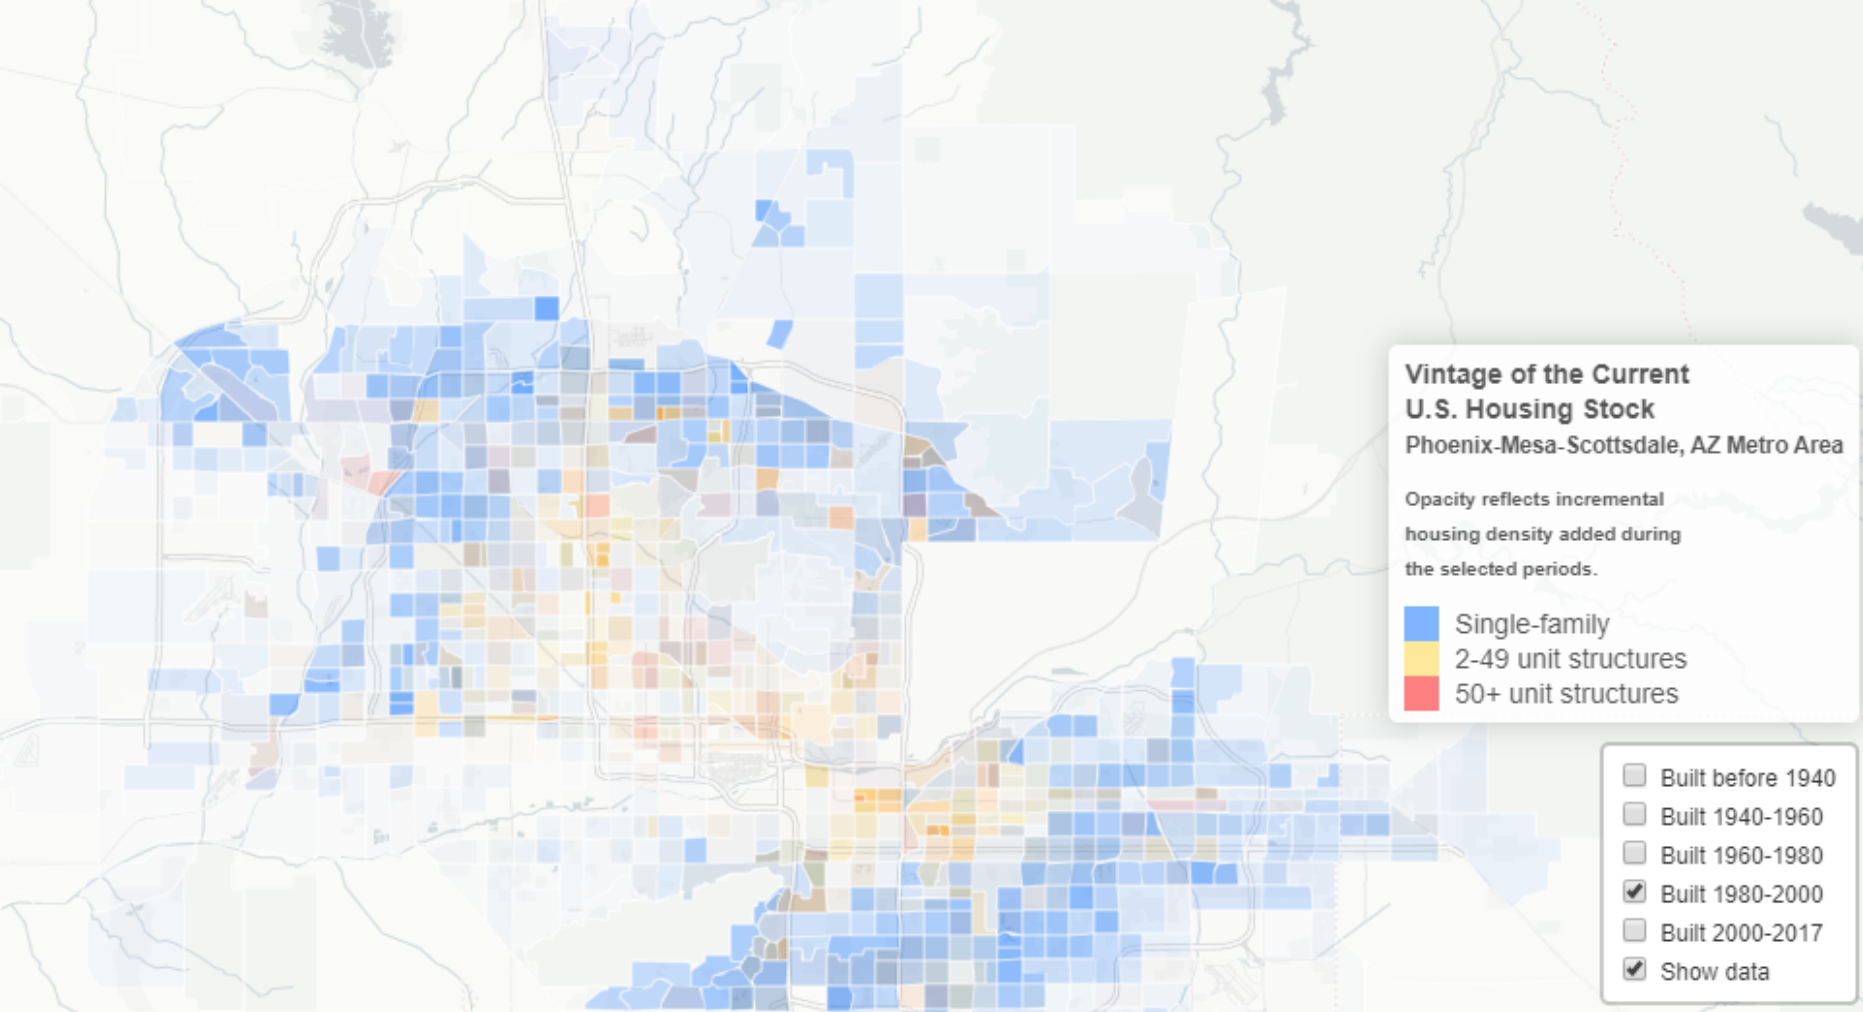 Vintage of the Current
U.S. Housing Stock
Phoenix-Mesa-Scottsdale, AZ Metro Area
Opacity reflects incremental
housing density added during
the selected periods.
Single-family
2-49 unit structures
50+ unit structures
Built before 1940
Built 1940-1960
Built 1960-1980
Built 1980-2000
Built 2000-2017
Show data